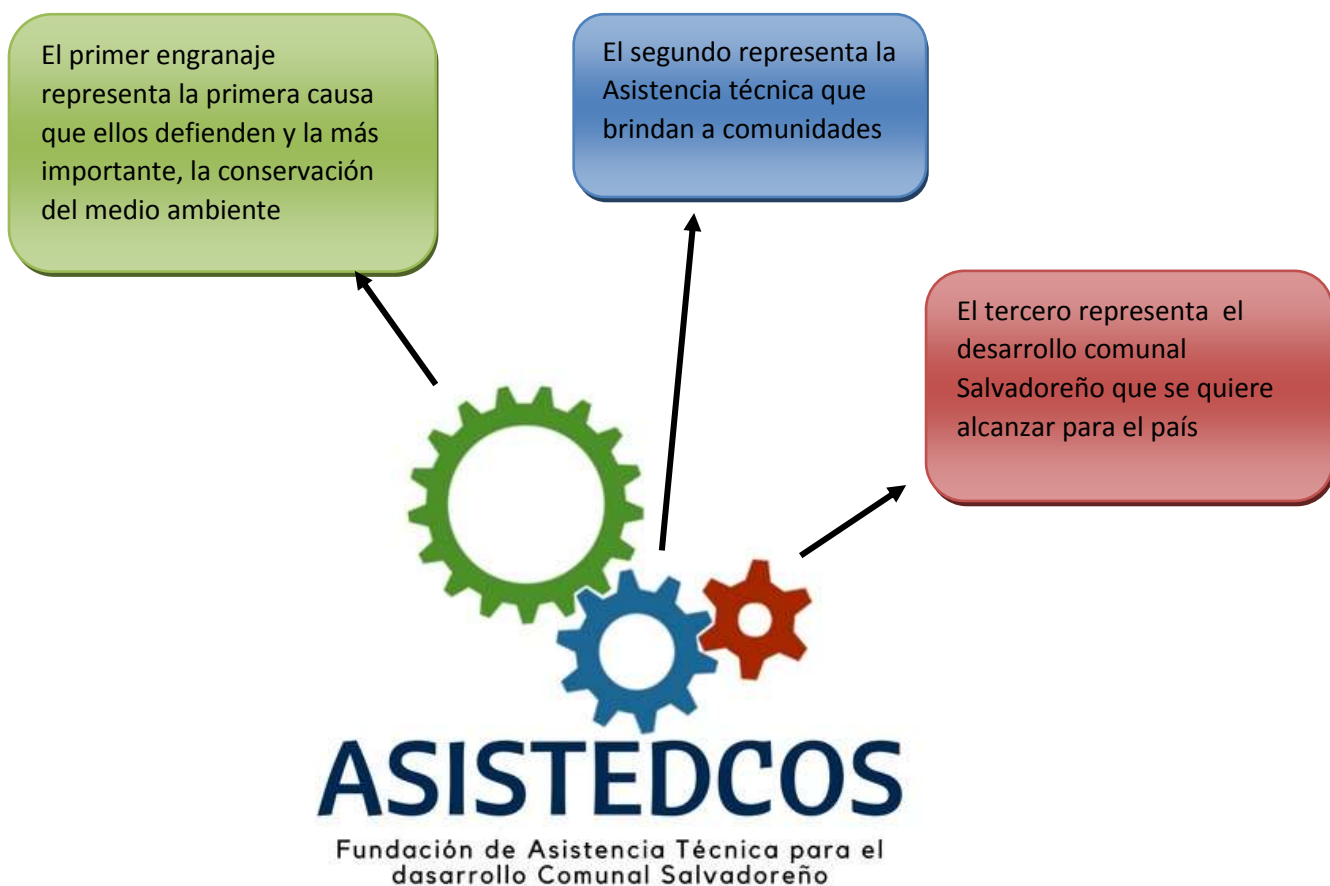 El primer engranaje
representa la primera causa
que ellos defienden y la más
importante, la conservación
del medio ambiente
El segundo representa la
Asistencia técnica que
brindan a comunidades
El tercero representa  el
desarrollo comunal
Salvadoreño que se quiere
alcanzar para el país
ASISTEDCOS
Fundación de Asistencia Técnica para el
dasarrollo Comunal Salvadoreño